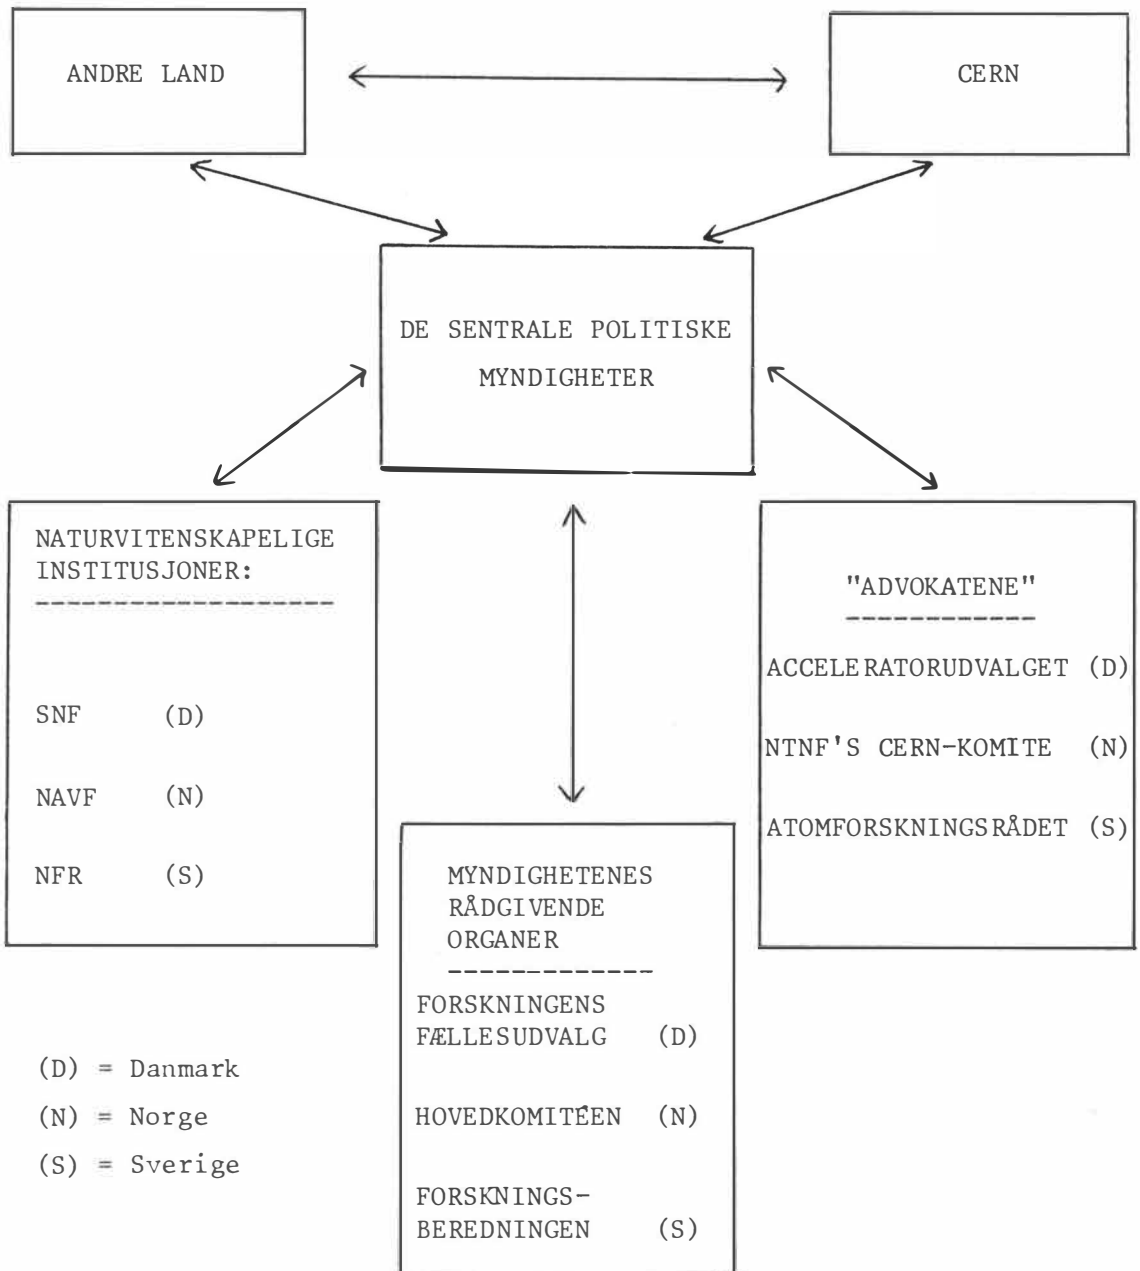 ANDRE LAND
CERN
DE SENTRALE POLITISKE
MYNDIGHETER
NATURVITENSKAPELIGE
INSTITUSJONER:
--------------------
SNF (D)
NAVF (N)
NFR (S)
"ADVOKATENE"
------------
ACCELERATORUDVALGET (D)
NTNF'S CERN-KOMITE (N)
ATOMFORSKNINGSRÅDET (S)
MYNDIGHETENES
RÅDGIVENDE
ORGANER
-------------
FORSKNINGENS
FÆLLESUDVALG (D)
HOVEDKOMITÉEN (N)
FORSKNINGS-
BEREDNINGEN (S)
(D) = Danmark
(N) = Norge
(S) = Sverige